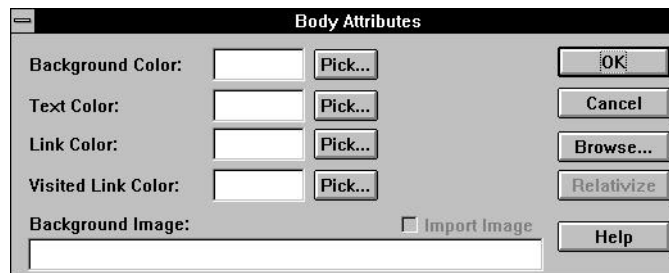 Body Attributes
Background Color: Pick... OK
Text Color: Pick... Cancel
Link Color: Pick... Browse...
Visited Link Color: Pick... Relativize
Background Image: Import Image Help